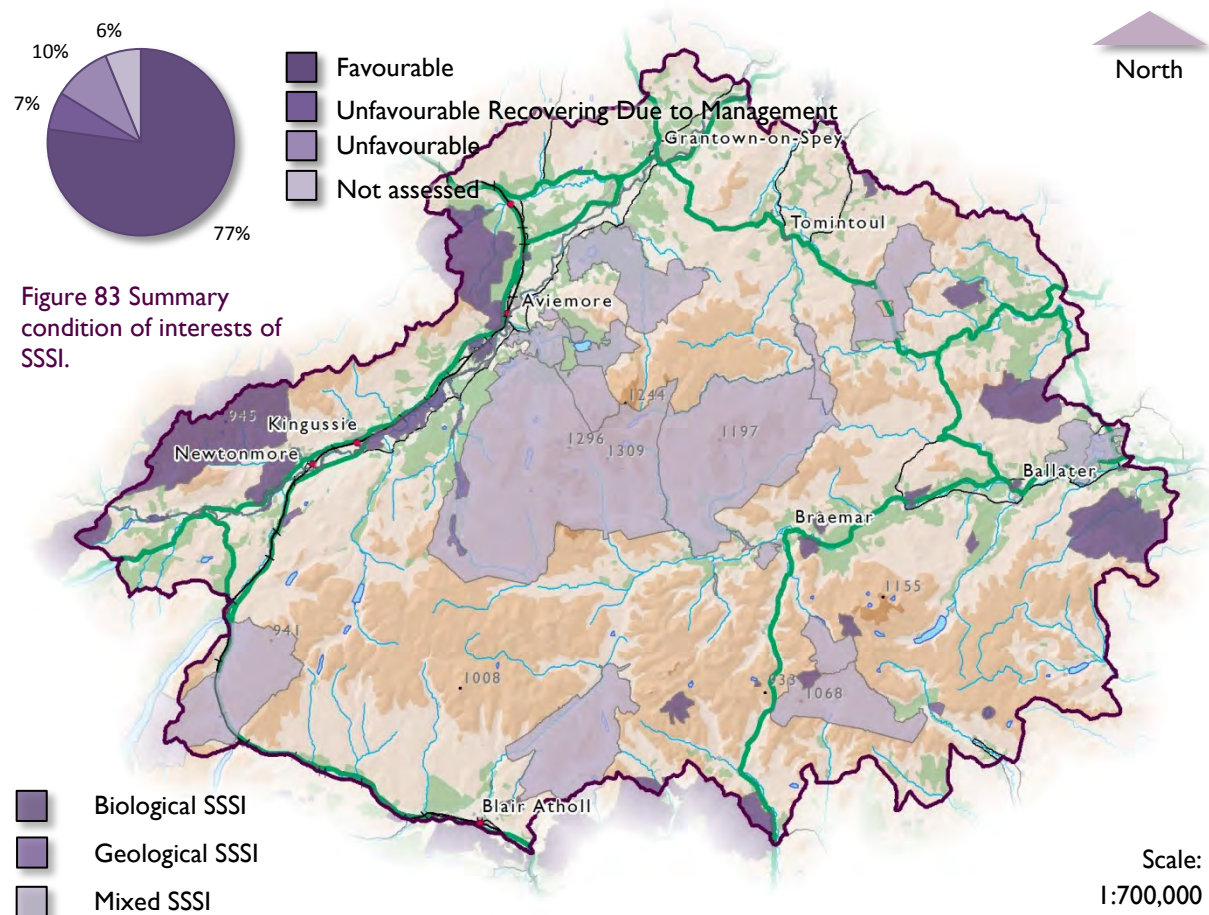 6%
10%
7%
77%
Favourable
Unfavourable Recovering Due to Management
Unfavourable
Not assessed
North
Figure 83 Summary
condition of interests of
SSSI.
Grantown-on-Spey
Tomintoul
Aviemore
1244
945
Kingussie
Newtonmore
1296
1309
1197
Ballater
Braemar
1155
941
1008
933
1068
Blair Atholl
Biological SSSI
Geological SSSI
Mixed SSSI
Scale:
1:700,000